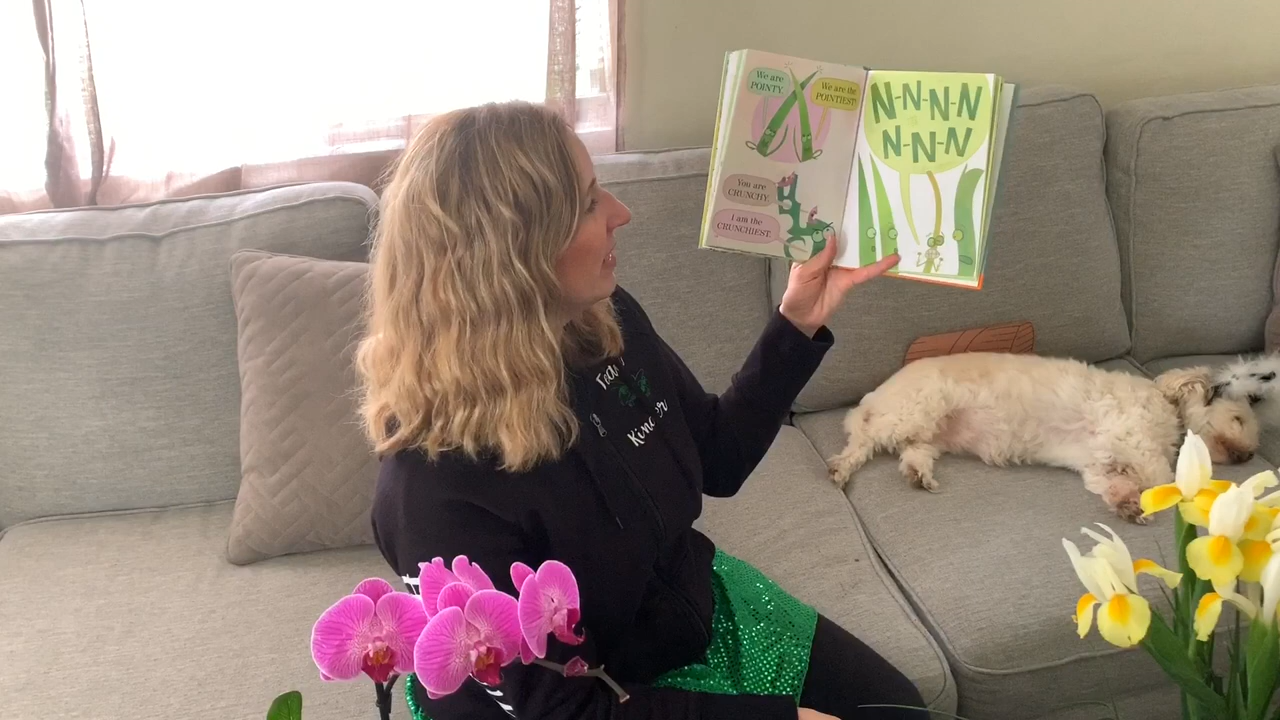 We are
POINTY.
We are the
POINTIEST!
You are
CRUNCHY.
I am the
CRUNCHIEST.
N-N-N-N
N-N-N